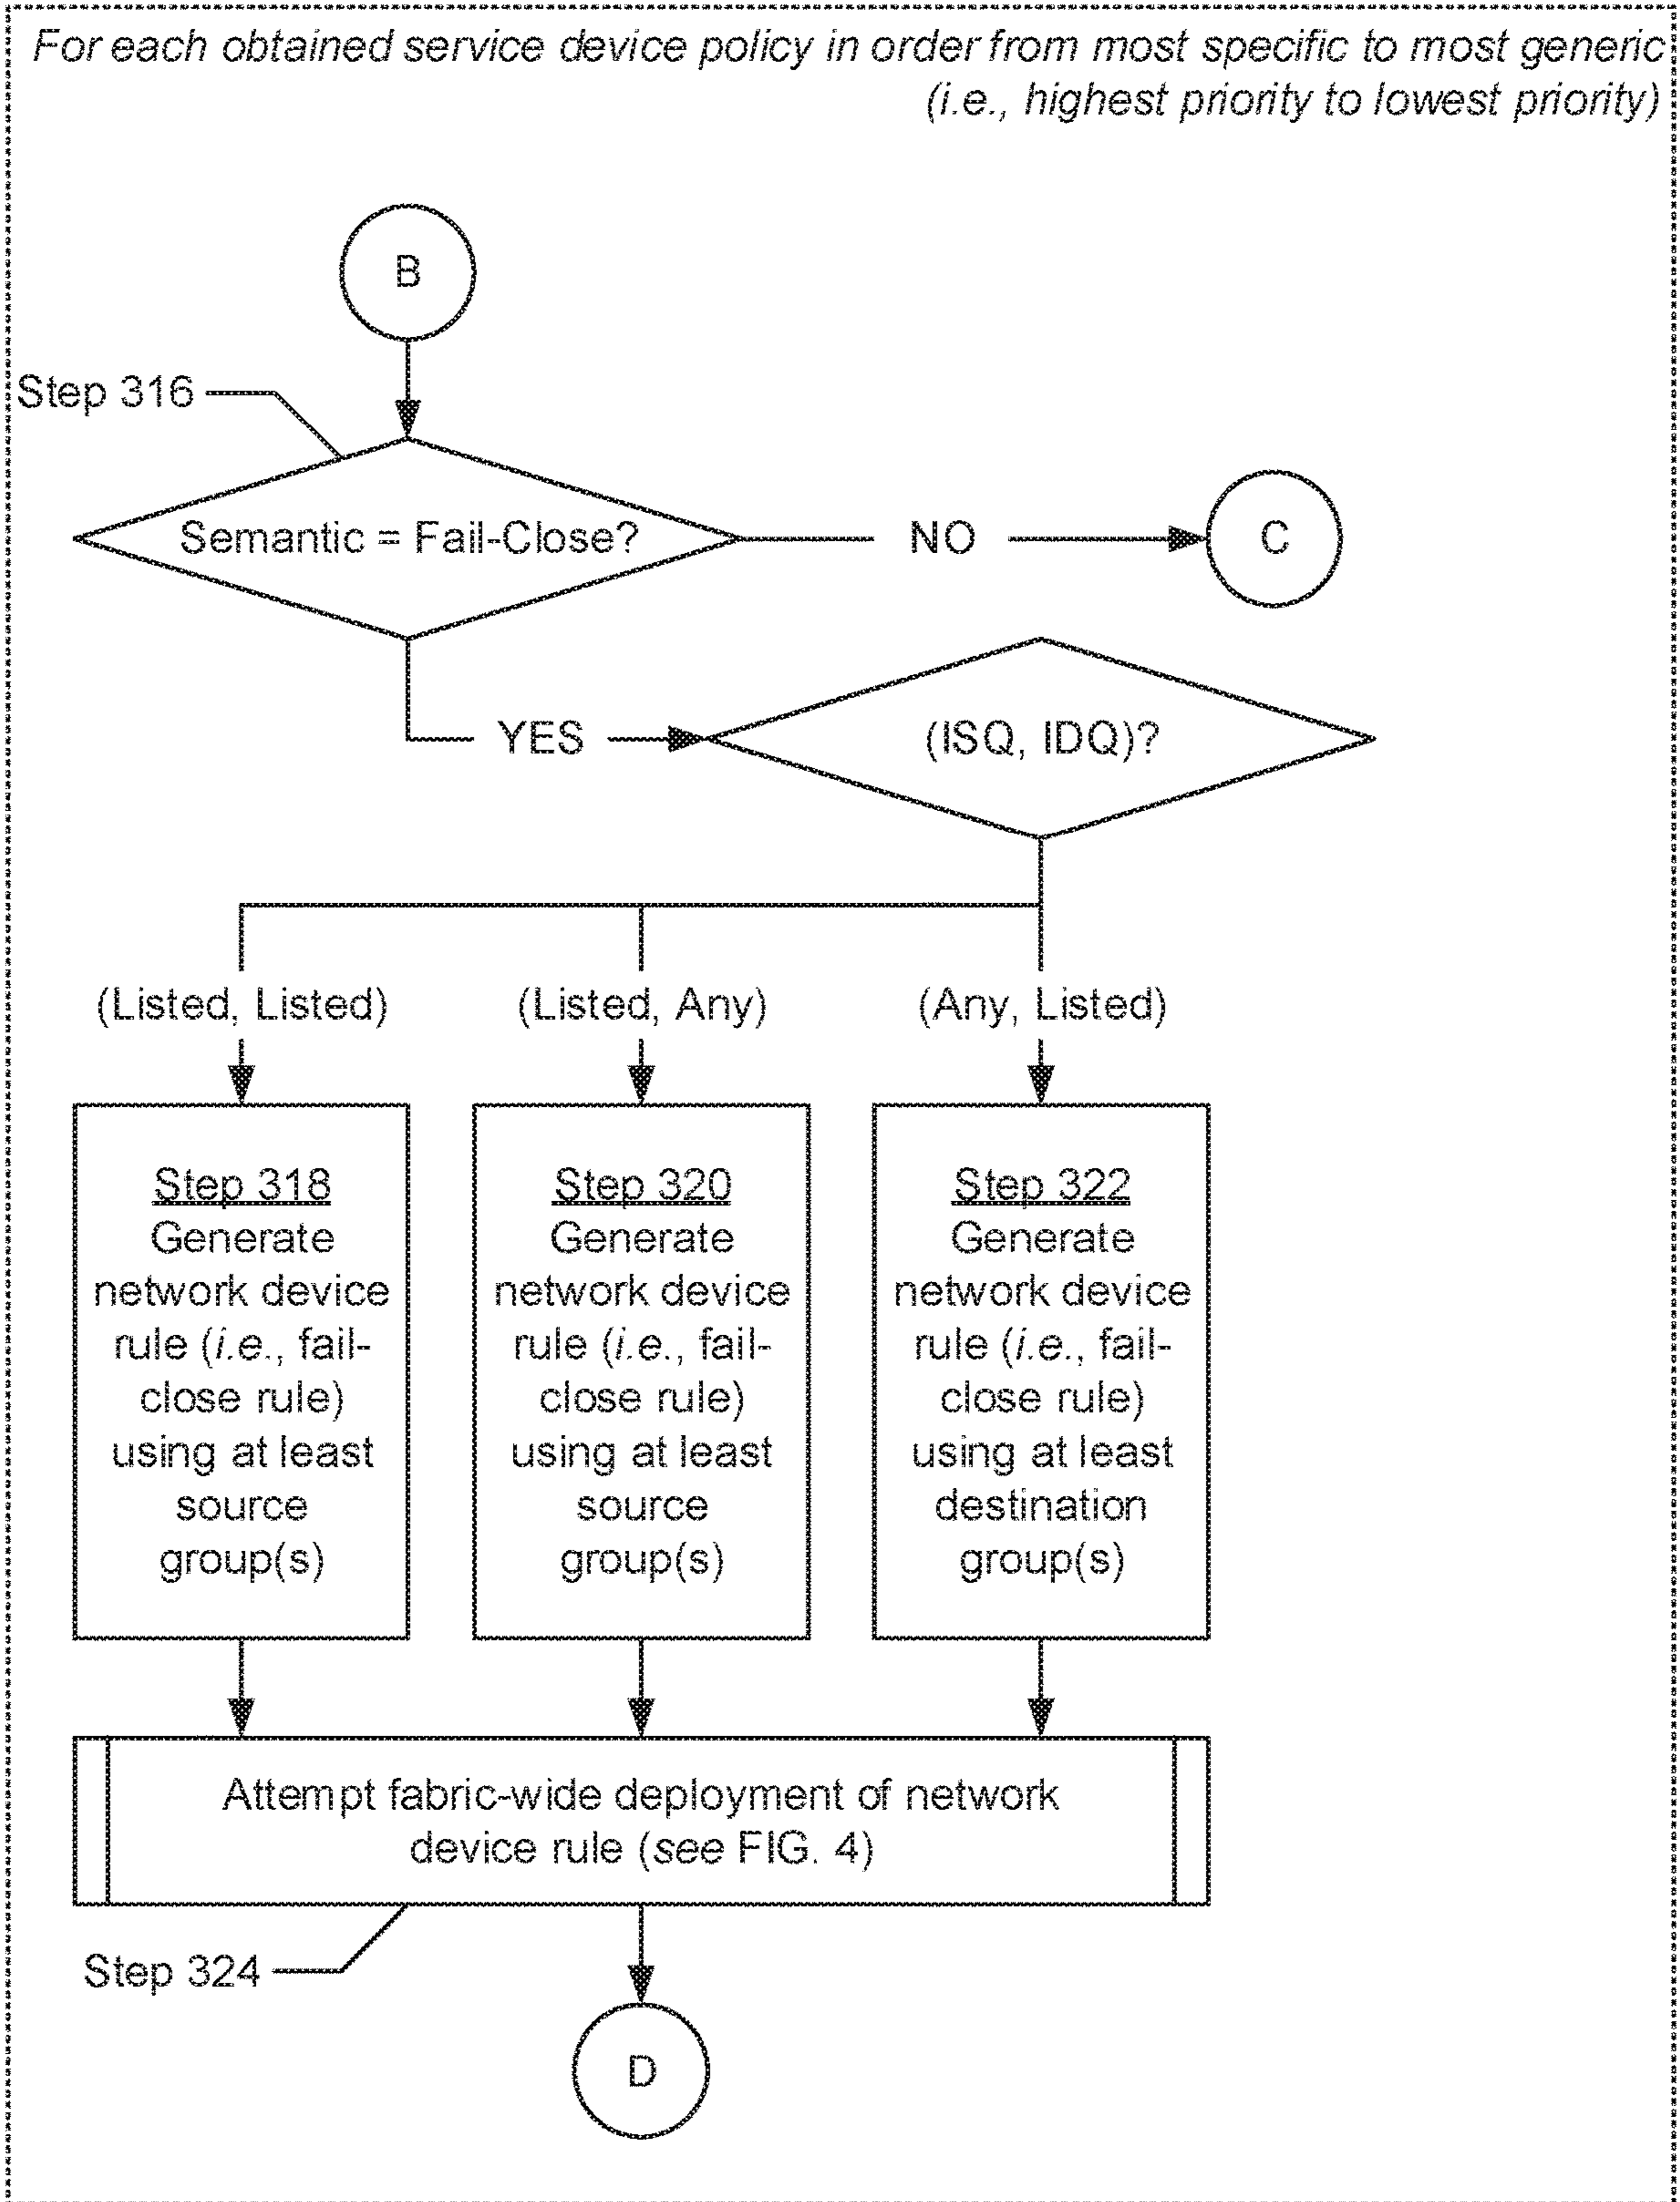 For each obtained service device policy in order from most specific to most generic
(i.e., highest priority to lowest priority)
B
Step 316
Semantic = Fail-Close?
NO
C
YES
(ISQ, IDQ)?
(Listed, Listed)
(Listed, Any)
(Any, Listed)
Step 318
Generate
network device
rule (i.e., fail-
close rule)
using at least
source
group(s)
Step 320
Generate
network device
rule (i.e., fail-
close rule)
using at least
source
group(s)
Step 322
Generate
network device
rule (i.e., fail-
close rule)
using at least
destination
group(s)
Attempt fabric-wide deployment of network
device rule (see FIG. 4)
Step 324
D